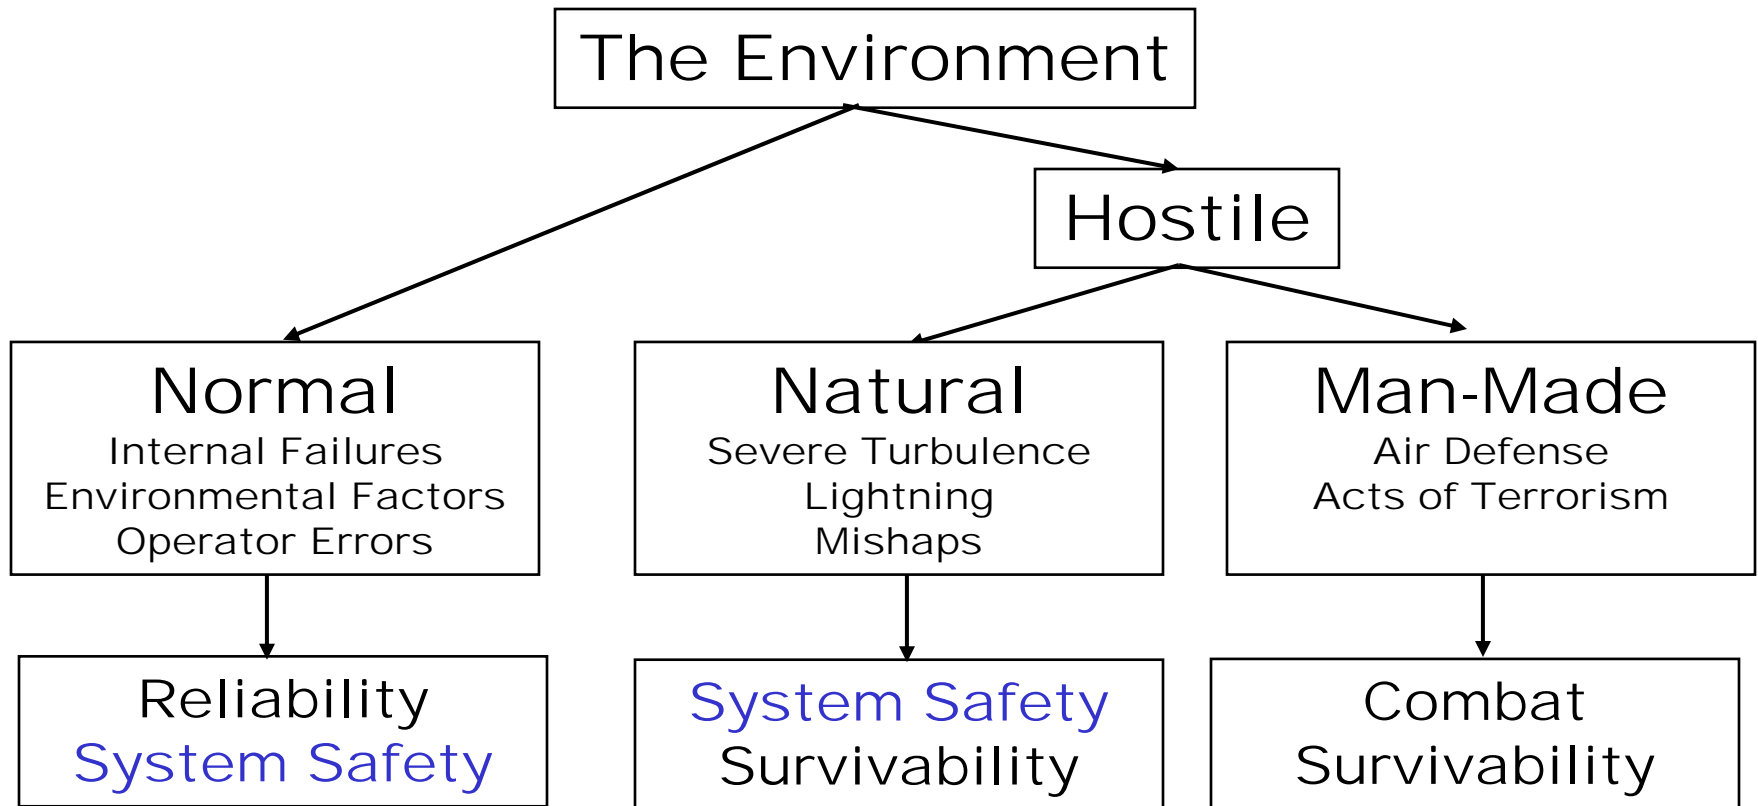 The Environment
Hostile
Normal
Internal Failures
Environmental Factors
Operator Errors
Natural
Severe Turbulence
Lightning
Mishaps
Man-Made
Air Defense
Acts of Terrorism
Reliability
System Safety
System Safety
Survivability
Combat
Survivability